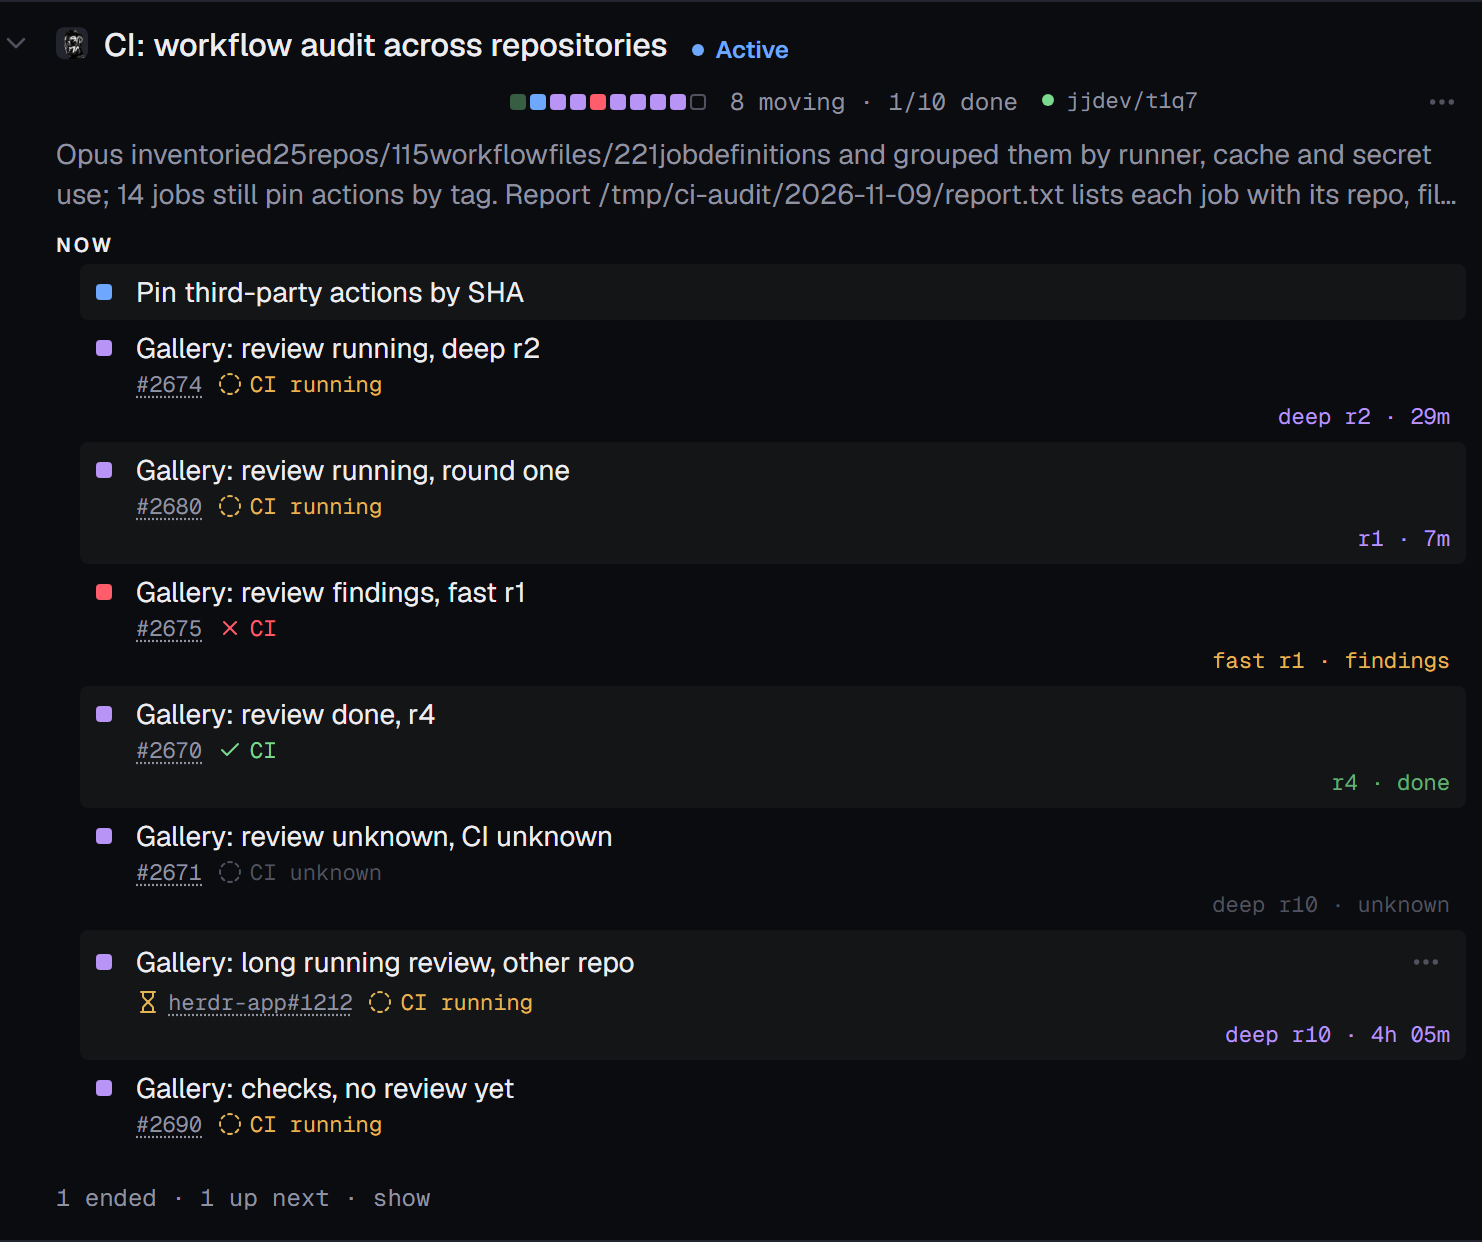 CI: workflow audit across repositories
Active
8 moving · 1/10 done
jjdev/t1q7
Opus inventoried25repos/115workflowfiles/221jobdefinitions and grouped them by runner, cache and secret
use; 14 jobs still pin actions by tag. Report /tmp/ci-audit/2026-11-09/report.txt lists each job with its repo, fil…
NOW
Pin third-party actions by SHA
Gallery: review running, deep r2
#2674 CI running
deep r2 · 29m
Gallery: review running, round one
#2680 CI running
r1 · 7m
Gallery: review findings, fast r1
#2675 CI
fast r1 · findings
Gallery: review done, r4
#2670 CI
r4 · done
Gallery: review unknown, CI unknown
#2671 CI unknown
deep r10 · unknown
Gallery: long running review, other repo
herdr-app#1212 CI running
deep r10 · 4h 05m
Gallery: checks, no review yet
#2690 CI running
1 ended · 1 up next · show